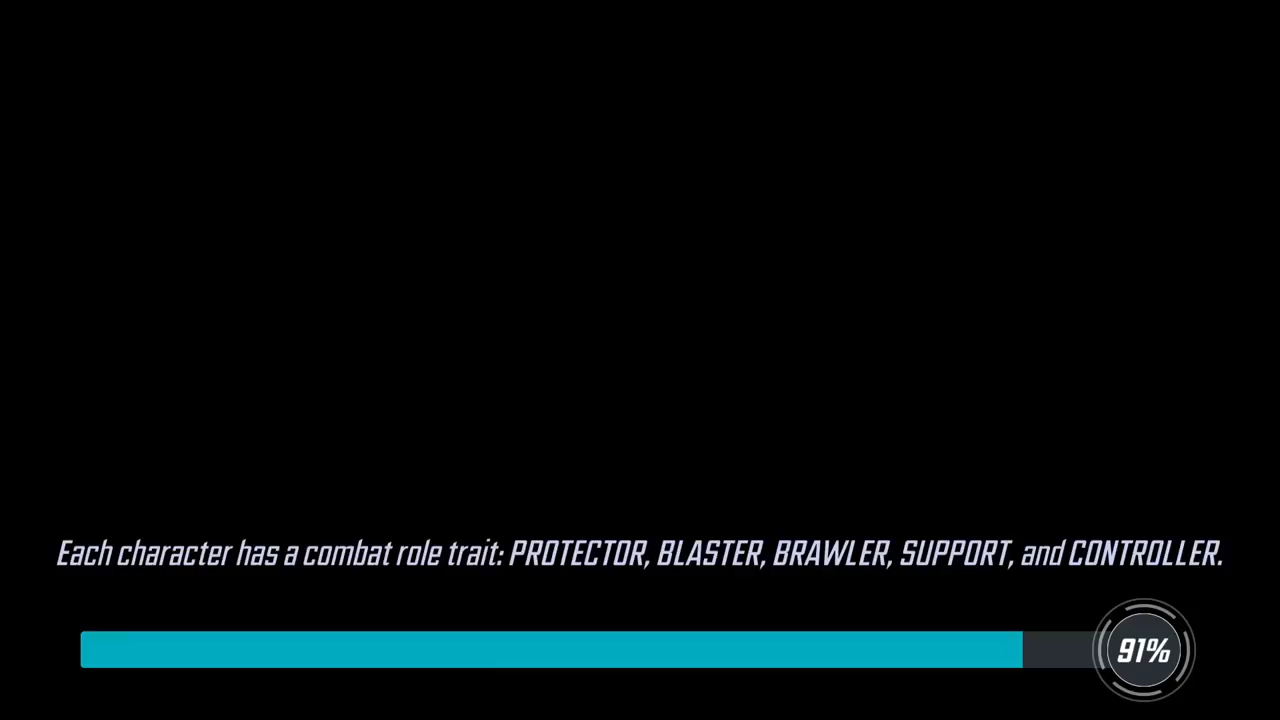 Each character has a combat role trait: PROTECTOR, BLASTER, BRAWLER, SUPPORT, and CONTROLLER.
91%